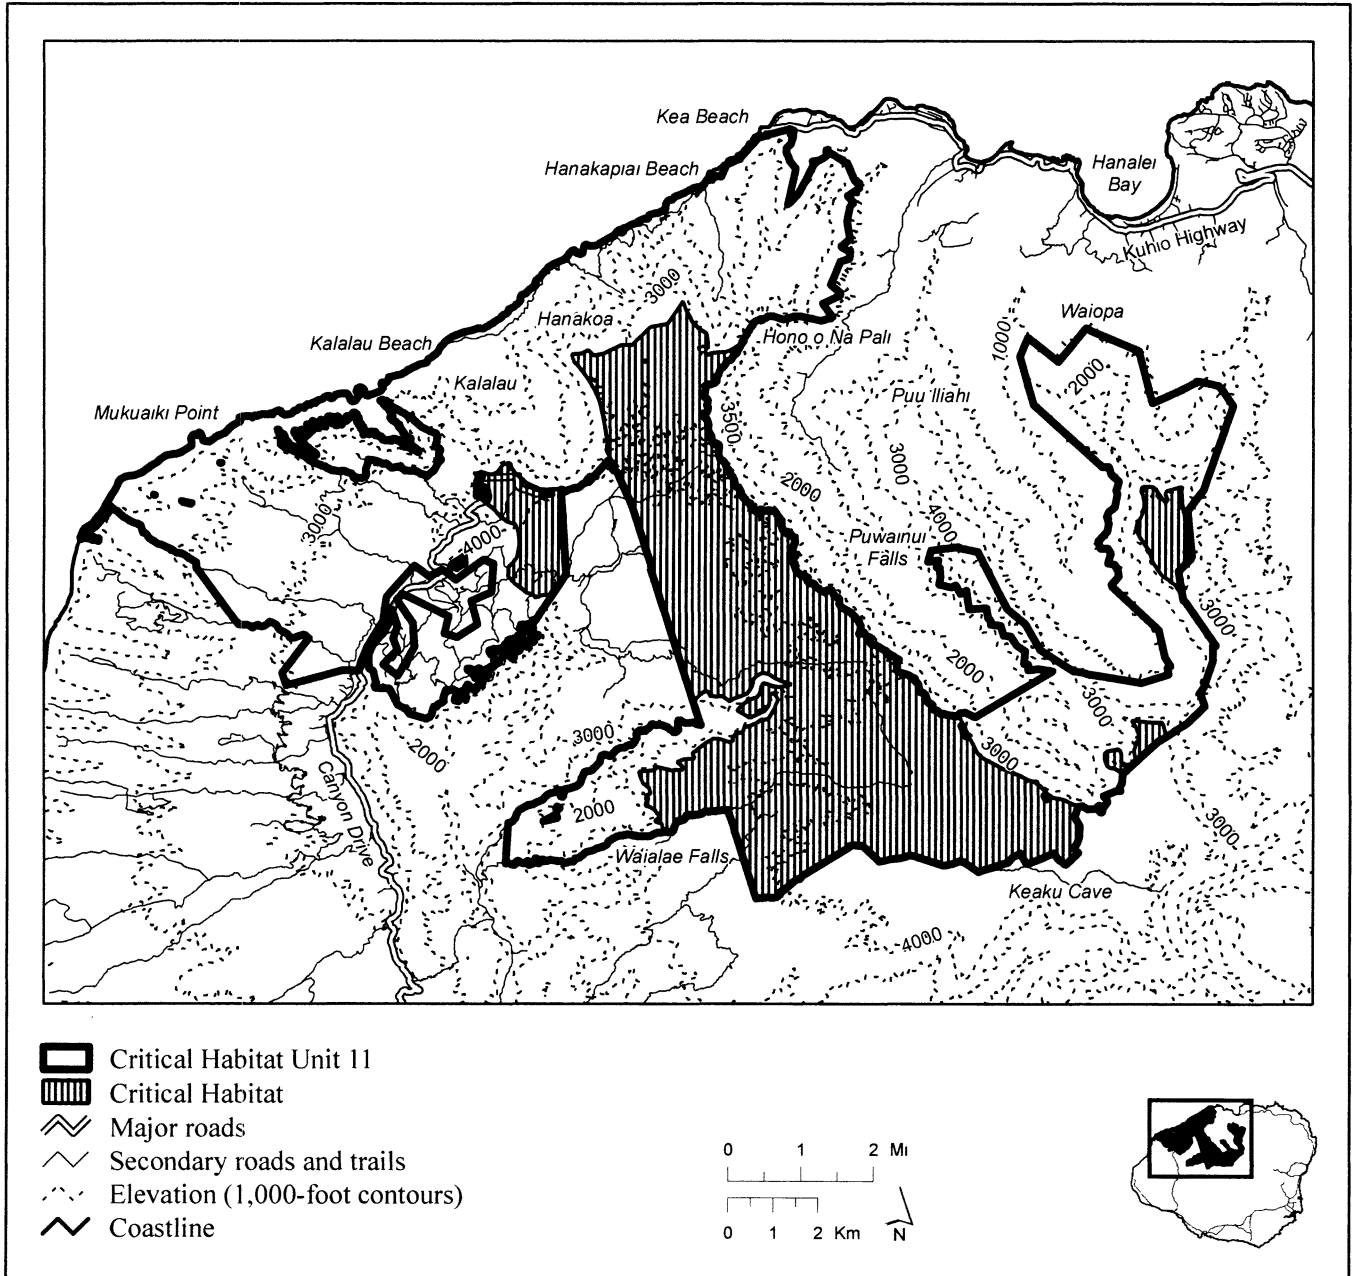 Kea Beach
Hanakapiai Beach
Hanalei
Bay
Kuhio Highway
3000
Hanakoa
Waiopa
1000
Hono o Na Pali
Kalalau Beach
Kalalau
2000
Puu Iliahi
Mukuaiki Point
3500
3000
2000
3000
4000
4000
Puwainui
Falls
3000
2000
3000
3000
3000
2000
Canyon Drive
2000
3000
Waialae Falls
Keaku Cave
4000
Critical Habitat Unit 11
Critical Habitat
Major roads
Secondary roads and trails
Elevation (1,000-foot contours)
Coastline
0 1 2 Mi
0 1 2 Km
N